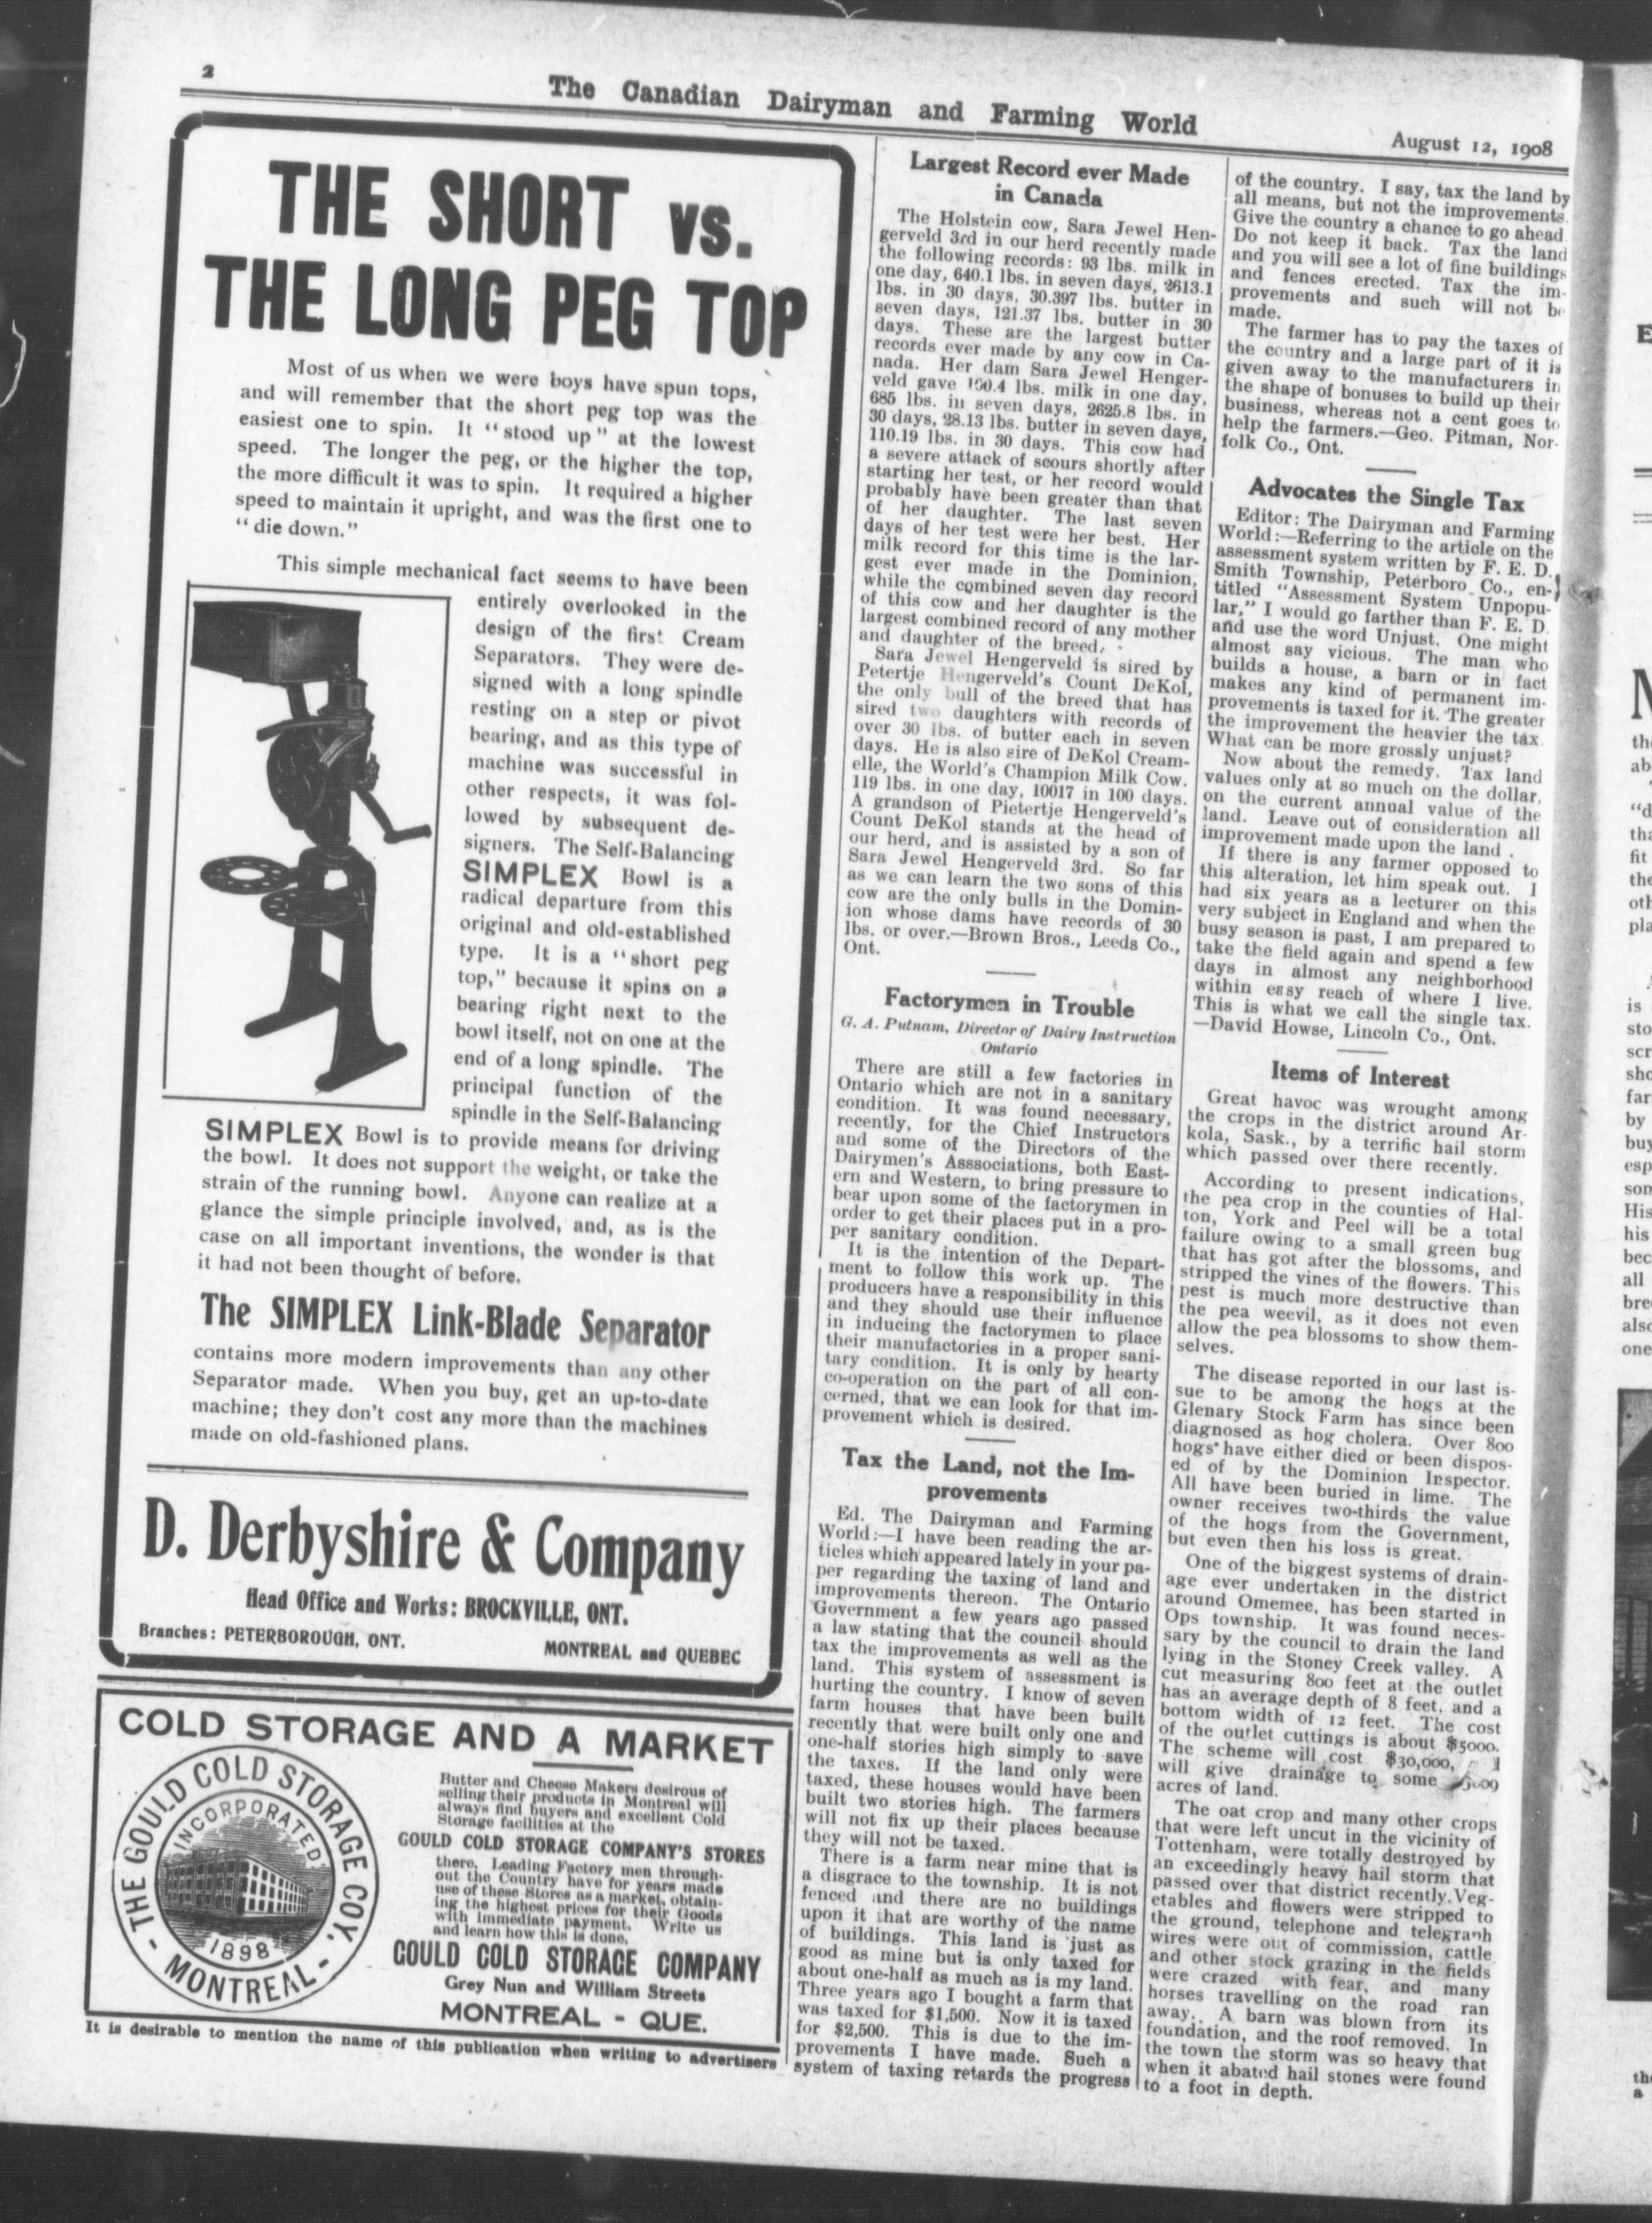 2
The Canadian Dairyman and Farming World
August 12, 1908
THE SHORT vs.
THE LONG PEG TOP
Most of us when we were boys have spun tops,
and will remember that the short peg top was the
easiest one to spin. It "stood up" at the lowest
speed. The longer the peg, or the higher the top,
the more difficult it was to spin. It required a higher
speed to maintain it upright, and was the first one to
"die down."
This simple mechanical fact seems to have been
entirely overlooked in the
design of the first Cream
Separators. They were de-
signed with a long spindle
resting on a step or pivot
bearing, and as this type of
machine was successful in
other respects, it was fol-
lowed by subsequent de-
signers. The Self-Balancing
SIMPLEX Bowl is a
radical departure from this
original and old-established
type. It is a "short peg
top," because it spins on a
bearing right next to the
bowl itself, not on one at the
end of a long spindle. The
principal function of the
spindle in the Self-Balancing
SIMPLEX Bowl is to provide means for driving
the bowl. It does not support the weight, or take the
strain of the running bowl. Anyone can realize at a
glance the simple principle involved, and, as is the
case on all important inventions, the wonder is that
it had not been thought of before.
The SIMPLEX Link-Blade Separator
contains more modern improvements than any other
Separator made. When you buy, get an up-to-date
machine; they don't cost any more than the machines
made on old-fashioned plans.
D. Derbyshire & Company
Head Office and Works: BROCKVILLE, ONT.
Branches: PETERBOROUGH, ONT. MONTREAL and QUEBEC
COLD STORAGE AND A MARKET
THE GOULD COLD STORAGE COY.
INCORPORATED
1898
- MONTREAL -
Butter and Cheese Makers desirous of
selling their products in Montreal will
always find buyers and excellent Cold
Storage facilities at the
GOULD COLD STORAGE COMPANY'S STORES
there. Leading Factory men through-
out the Country have for years made
use of these Stores as a market, obtain-
ing the highest prices for their Goods
with immediate payment. Write us
and learn how this is done.
GOULD COLD STORAGE COMPANY
Grey Nun and William Streets
MONTREAL - QUE.
It is desirable to mention the name of this publication when writing to advertisers
Largest Record ever Made
in Canada
The Holstein cow, Sara Jewel Hen-
gerveld 3rd in our herd recently made
the following records: 93 lbs. milk in
one day, 640.1 lbs. in seven days, 2613.1
lbs. in 30 days, 30.397 lbs. butter in
seven days, 121.37 lbs. butter in 30
days. These are the largest butter
records ever made by any cow in Ca-
nada. Her dam Sara Jewel Henger-
veld gave 100.4 lbs. milk in one day,
685 lbs. in seven days, 2625.8 lbs. in
30 days, 28.13 lbs. butter in seven days,
110.19 lbs. in 30 days. This cow had
a severe attack of scours shortly after
starting her test, or her record would
probably have been greater than that
of her daughter. The last seven
days of her test were her best. Her
milk record for this time is the lar-
gest ever made in the Dominion,
while the combined seven day record
of this cow and her daughter is the
largest combined record of any mother
and daughter of the breed.
Sara Jewel Hengerveld is sired by
Petertje Hengerveld's Count DeKol,
the only bull of the breed that has
sired two daughters with records of
over 30 lbs. of butter each in seven
days. He is also sire of DeKol Cream-
elle, the World's Champion Milk Cow.
119 lbs. in one day, 10017 in 100 days.
A grandson of Pietertje Hengerveld's
Count DeKol stands at the head of
our herd, and is assisted by a son of
Sara Jewel Hengerveld 3rd. So far
as we can learn the two sons of this
cow are the only bulls in the Domin-
ion whose dams have records of 30
lbs. or over.—Brown Bros., Leeds Co.,
Ont.
Factorymen in Trouble
G. A. Putnam, Director of Dairy Instruction
Ontario
There are still a few factories in
Ontario which are not in a sanitary
condition. It was found necessary,
recently, for the Chief Instructors
and some of the Directors of the
Dairymen's Asssociations, both East-
ern and Western, to bring pressure to
bear upon some of the factorymen in
order to get their places put in a pro-
per sanitary condition.
It is the intention of the Depart-
ment to follow this work up. The
producers have a responsibility in this
and they should use their influence
in inducing the factorymen to place
their manufactories in a proper sani-
tary condition. It is only by hearty
co-operation on the part of all con-
cerned, that we can look for that im-
provement which is desired.
Tax the Land, not the Im-
provements
Ed. The Dairyman and Farming
World:—I have been reading the ar-
ticles which appeared lately in your pa-
per regarding the taxing of land and
improvements thereon. The Ontario
Government a few years ago passed
a law stating that the council should
tax the improvements as well as the
land. This system of assessment is
hurting the country. I know of seven
farm houses that have been built
recently that were built only one and
one-half stories high simply to save
the taxes. If the land only were
taxed, these houses would have been
built two stories high. The farmers
will not fix up their places because
they will not be taxed.
There is a farm near mine that is
a disgrace to the township. It is not
fenced and there are no buildings
upon it that are worthy of the name
of buildings. This land is just as
good as mine but is only taxed for
about one-half as much as is my land.
Three years ago I bought a farm that
was taxed for $1,500. Now it is taxed
for $2,500. This is due to the im-
provements I have made. Such a
system of taxing retards the progress
of the country. I say, tax the land by
all means, but not the improvements.
Give the country a chance to go ahead
Do not keep it back. Tax the land
and you will see a lot of fine buildings
and fences erected. Tax the im-
provements and such will not be
made.
The farmer has to pay the taxes of
the country and a large part of it is
given away to the manufacturers in
the shape of bonuses to build up their
business, whereas not a cent goes to
help the farmers.—Geo. Pitman, Nor-
folk Co., Ont.
Advocates the Single Tax
Editor: The Dairyman and Farming
World:—Referring to the article on the
assessment system written by F. E. D.
Smith Township, Peterboro Co., en-
titled "Assessment System Unpopu-
lar," I would go farther than F. E. D.
and use the word Unjust. One might
almost say vicious. The man who
builds a house, a barn or in fact
makes any kind of permanent im-
provements is taxed for it. The greater
the improvement the heavier the tax.
What can be more grossly unjust?
Now about the remedy. Tax land
values only at so much on the dollar,
on the current annual value of the
land. Leave out of consideration all
improvement made upon the land.
If there is any farmer opposed to
this alteration, let him speak out. I
had six years as a lecturer on this
very subject in England and when the
busy season is past, I am prepared to
take the field again and spend a few
days in almost any neighborhood
within easy reach of where I live.
This is what we call the single tax.
—David Howse, Lincoln Co., Ont.
Items of Interest
Great havoc was wrought among
the crops in the district around Ar-
kola, Sask., by a terrific hail storm
which passed over there recently.
According to present indications,
the pea crop in the counties of Hal-
ton, York and Peel will be a total
failure owing to a small green bug
that has got after the blossoms, and
stripped the vines of the flowers. This
pest is much more destructive than
the pea weevil, as it does not even
allow the pea blossoms to show them-
selves.
The disease reported in our last is-
sue to be among the hogs at the
Glenary Stock Farm has since been
diagnosed as hog cholera. Over 800
hogs have either died or been dispos-
ed of by the Dominion Inspector.
All have been buried in lime. The
owner receives two-thirds the value
of the hogs from the Government,
but even then his loss is great.
One of the biggest systems of drain-
age ever undertaken in the district
around Omemee, has been started in
Ops township. It was found neces-
sary by the council to drain the land
lying in the Stoney Creek valley. A
cut measuring 800 feet at the outlet
has an average depth of 8 feet, and a
bottom width of 12 feet. The cost
of the outlet cuttings is about $5000.
The scheme will cost $30,000,
will give drainage to some
acres of land.
The oat crop and many other crops
that were left uncut in the vicinity of
Tottenham, were totally destroyed by
an exceedingly heavy hail storm that
passed over that district recently. Veg-
etables and flowers were stripped to
the ground, telephone and telegraph
wires were out of commission, cattle
and other stock grazing in the fields
were crazed with fear, and many
horses travelling on the road ran
away. A barn was blown from its
foundation, and the roof removed. In
the town the storm was so heavy that
when it abated hail stones were found
to a foot in depth.